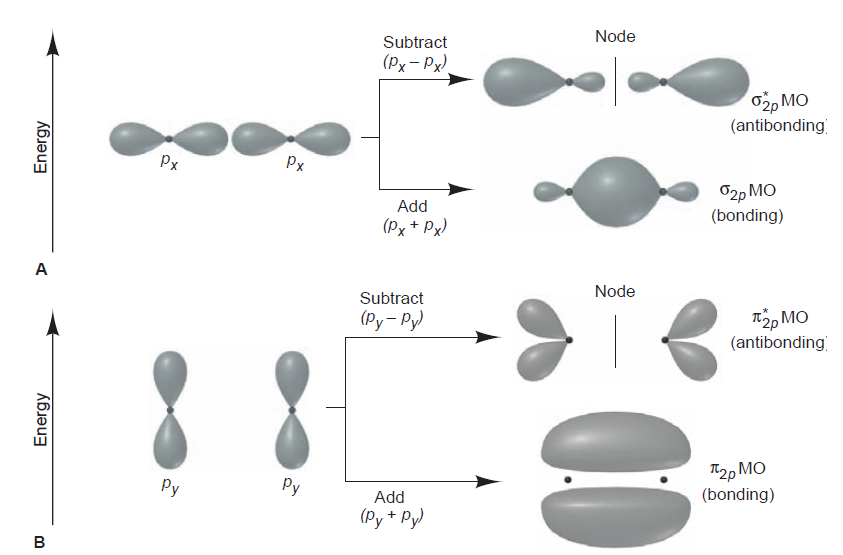 Energy
Subtract
(px – px)
Node
σ*2p MO
(antibonding)
px
px
σ2p MO
(bonding)
Add
(px + px)
A
Energy
Subtract
(py – py)
Node
π*2p MO
(antibonding)
py
py
π2p MO
(bonding)
Add
(py + py)
B